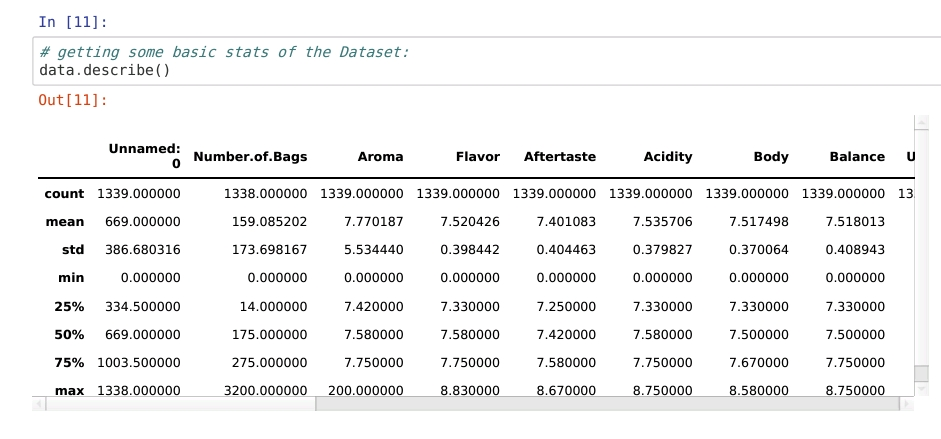 In [11]:
# getting some basic stats of the Dataset:
data.describe()
Out[11]:
Unnamed: 0 Number.of.Bags Aroma Flavor Aftertaste Acidity Body Balance U
count 1339.000000 1338.000000 1339.000000 1339.000000 1339.000000 1339.000000 1339.000000 1339.000000 13
mean 669.000000 159.085202 7.770187 7.520426 7.401083 7.535706 7.517498 7.518013
std 386.680316 173.698167 5.534440 0.398442 0.404463 0.379827 0.370064 0.408943
min 0.000000 0.000000 0.000000 0.000000 0.000000 0.000000 0.000000 0.000000
25% 334.500000 14.000000 7.420000 7.330000 7.250000 7.330000 7.330000 7.330000
50% 669.000000 175.000000 7.580000 7.580000 7.420000 7.580000 7.500000 7.500000
75% 1003.500000 275.000000 7.750000 7.750000 7.580000 7.750000 7.670000 7.750000
max 1338.000000 3200.000000 200.000000 8.830000 8.670000 8.750000 8.580000 8.750000